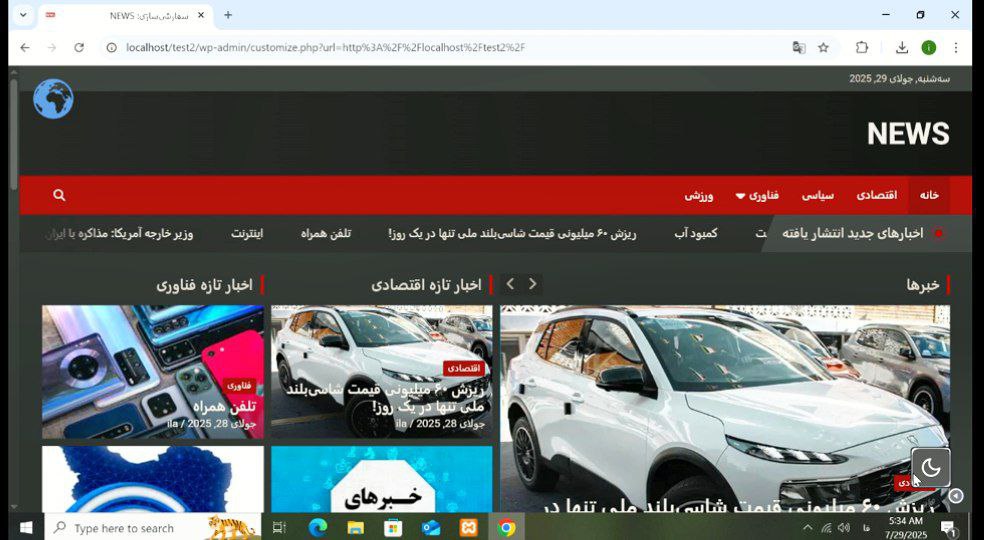 سفارشی‌سازی: NEWS
localhost/test2/wp-admin/customize.php?url=http%3A%2F%2Flocalhost%2Ftest2%2F
سه‌شنبه, جولای 29, 2025
NEWS
خانه اقتصادی سیاسی فناوری ورزشی
اخبارهای جدید انتشار یافته
کمبود آب ریزش ۶۰ میلیونی قیمت شاسی‌بلند ملی تنها در یک روز! تلفن همراه اینترنت وزیر خارجه آمریکا: مذاکره با ایران
خبرها
ریزش ۶۰ میلیونی قیمت شاسی‌بلند ملی تنها در
اخبار تازه اقتصادی
اقتصادی
ریزش ۶۰ میلیونی قیمت شاسی‌بلند
ملی تنها در یک روز!
جولای 28, 2025 / ila
خبرهای
اخبار تازه فناوری
فناوری
تلفن همراه
جولای 28, 2025 / ila
Type here to search
فا
5:34 AM
7/29/2025
1